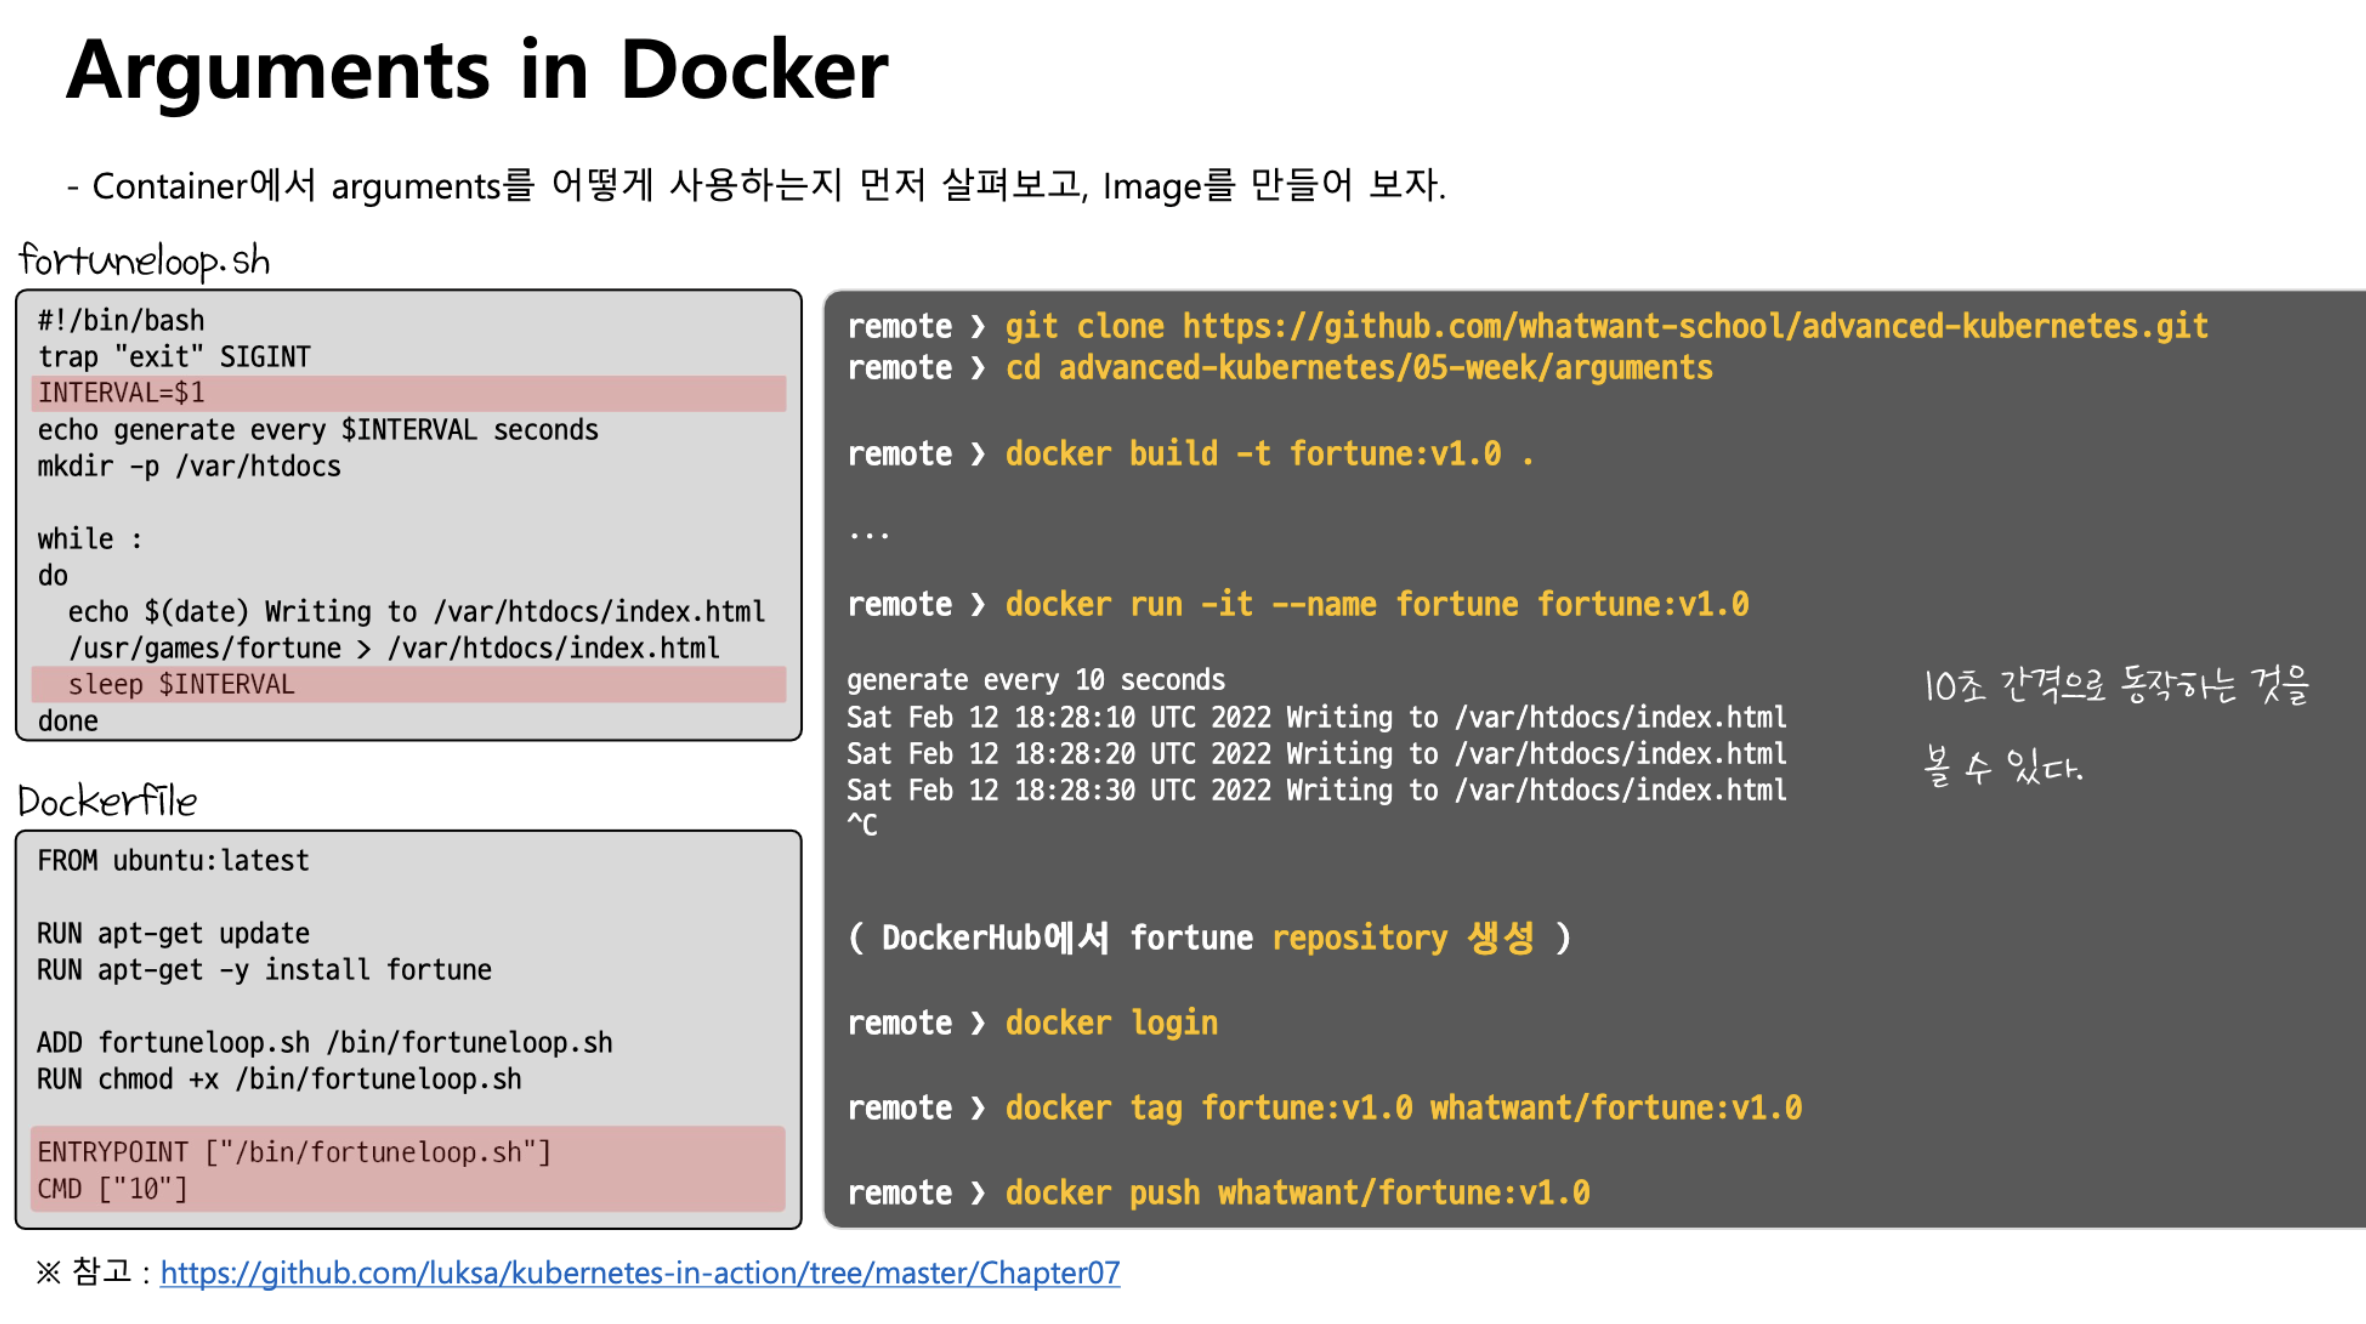 Arguments in Docker
- Container에서 arguments를 어떻게 사용하는지 먼저 살펴보고, Image를 만들어 보자.
fortuneloop.sh
#!/bin/bash
trap "exit" SIGINT
INTERVAL=$1
echo generate every $INTERVAL seconds
mkdir -p /var/htdocs
while :
do
  echo $(date) Writing to /var/htdocs/index.html
  /usr/games/fortune > /var/htdocs/index.html
  sleep $INTERVAL
done
Dockerfile
FROM ubuntu:latest
RUN apt-get update
RUN apt-get -y install fortune
ADD fortuneloop.sh /bin/fortuneloop.sh
RUN chmod +x /bin/fortuneloop.sh
ENTRYPOINT ["/bin/fortuneloop.sh"]
CMD ["10"]
remote ❯ git clone https://github.com/whatwant-school/advanced-kubernetes.git
remote ❯ cd advanced-kubernetes/05-week/arguments
remote ❯ docker build -t fortune:v1.0 .
...
remote ❯ docker run -it --name fortune fortune:v1.0
generate every 10 seconds
Sat Feb 12 18:28:10 UTC 2022 Writing to /var/htdocs/index.html
Sat Feb 12 18:28:20 UTC 2022 Writing to /var/htdocs/index.html
Sat Feb 12 18:28:30 UTC 2022 Writing to /var/htdocs/index.html
^C
10초 간격으로 동작하는 것을
볼 수 있다.
( DockerHub에서 fortune repository 생성 )
remote ❯ docker login
remote ❯ docker tag fortune:v1.0 whatwant/fortune:v1.0
remote ❯ docker push whatwant/fortune:v1.0
※ 참고 : https://github.com/luksa/kubernetes-in-action/tree/master/Chapter07